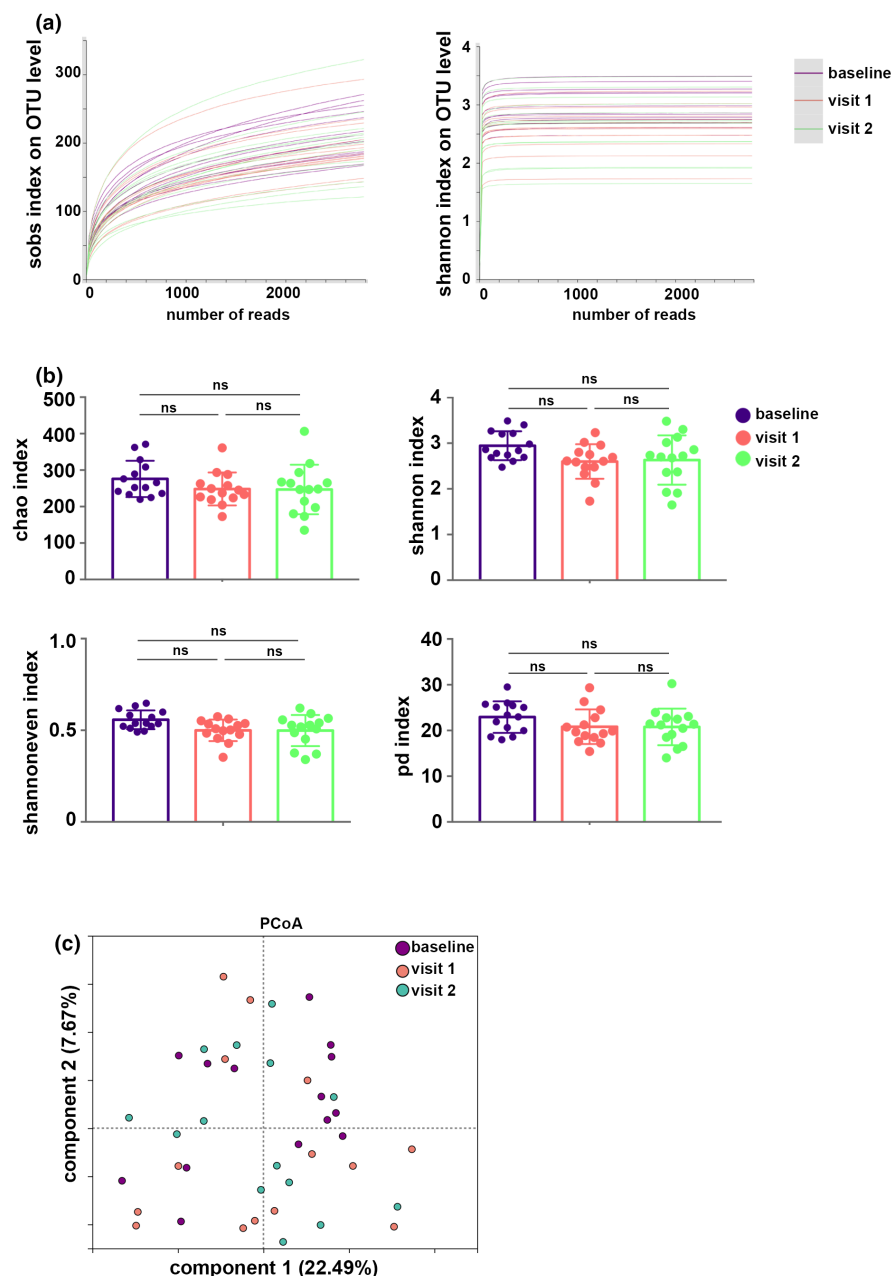 (a)
sobs index on OTU level
300
200
100
0
0 1000 2000
number of reads
shannon index on OTU level
4
3
2
1
0
0 1000 2000
number of reads
baseline
visit 1
visit 2
(b)
chao index
500
400
300
200
100
0
ns
ns ns
shannon index
4
3
2
1
0
ns
ns ns
baseline
visit 1
visit 2
shannoneven index
1.0
0.5
0
ns
ns ns
pd index
40
30
20
10
0
ns
ns ns
(c)
PCoA
baseline
visit 1
visit 2
component 2 (7.67%)
component 1 (22.49%)